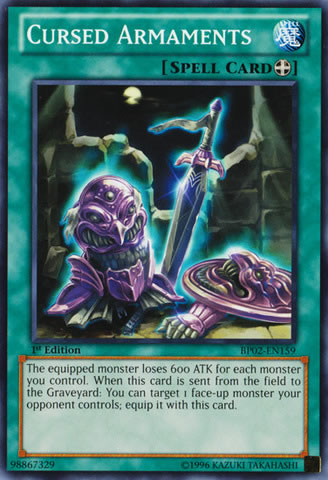 CURSED ARMAMENTS
魔
[SPELL CARD]
1st Edition
BP02-EN159
The equipped monster loses 600 ATK for each monster
you control. When this card is sent from the field to
the Graveyard: You can target 1 face-up monster your
opponent controls; equip it with this card.
98867329
©1996 KAZUKI TAKAHASHI